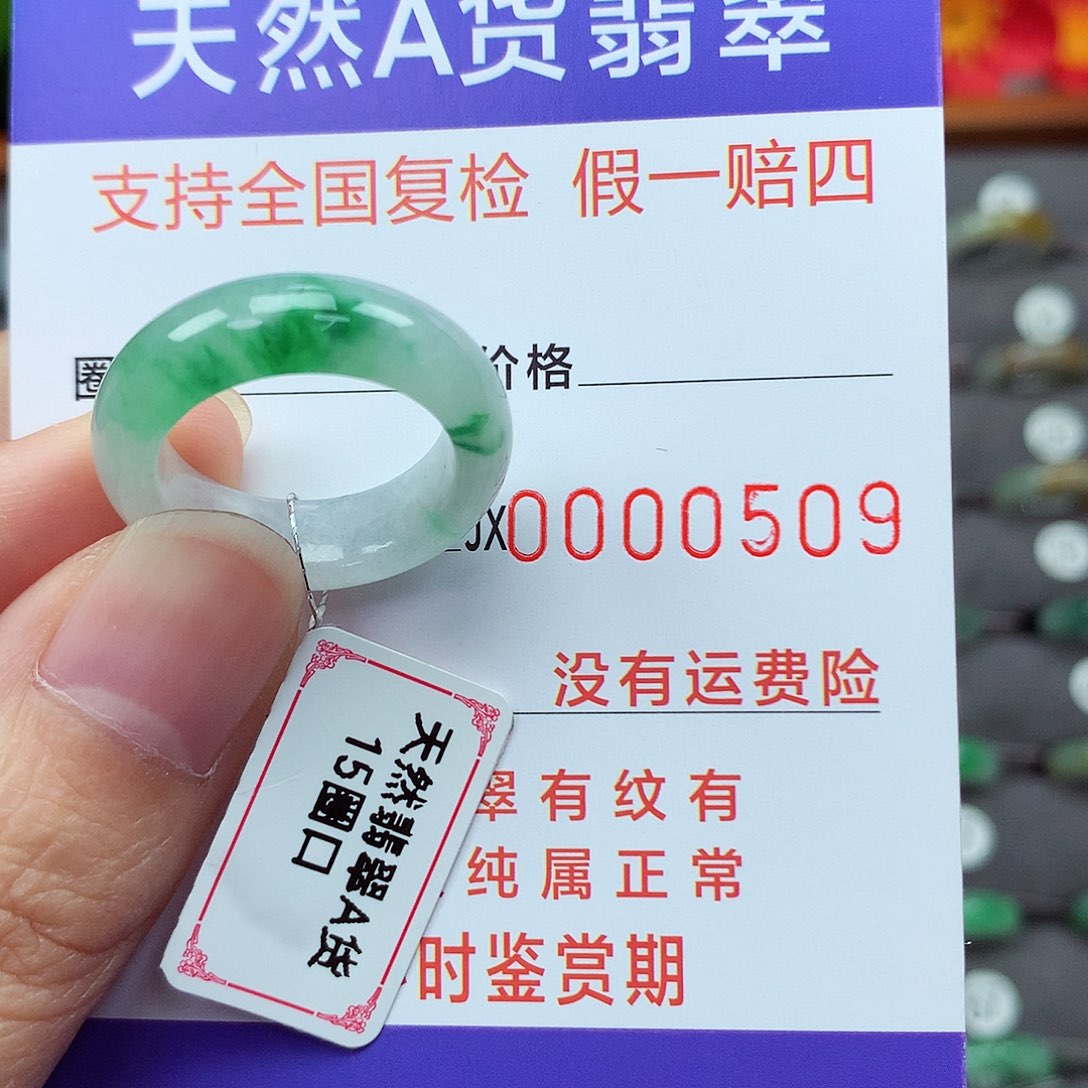 天然A货翡翠
支持全国复检 假一赔四
圈
价格
JX0000509
没有运费险
翠有纹有
纯属正常
时鉴赏期
天然翡翠A货
15圈口